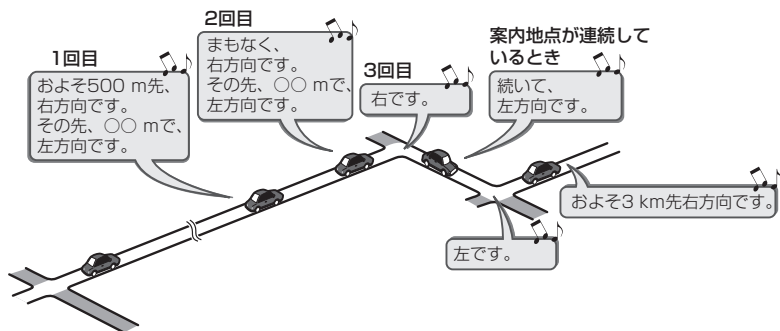 1回目
およそ500 m先、
右方向です。
その先、○○ mで、
左方向です。
2回目
まもなく、
右方向です。
その先、○○ mで、
左方向です。
3回目
右です。
案内地点が連続して
いるとき
続いて、
左方向です。
左です。
およそ3 km先右方向です。